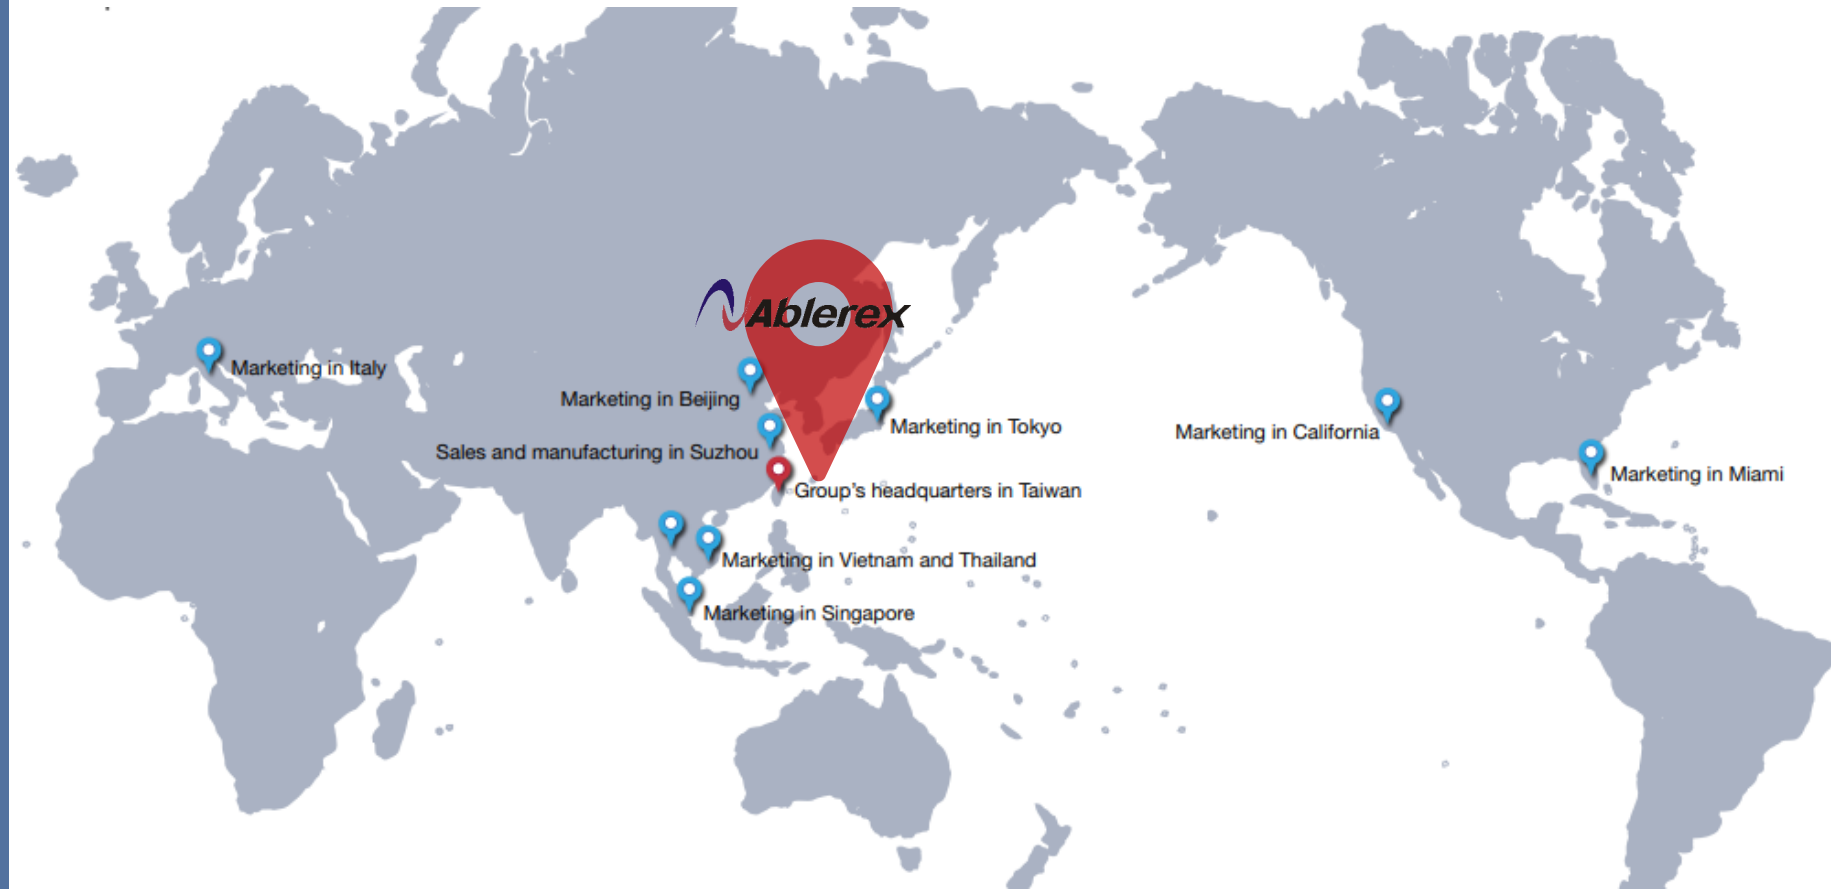 Ablerex
Marketing in Italy
Marketing in Beijing
Marketing in Tokyo
Marketing in California
Sales and manufacturing in Suzhou
Marketing in Miami
Group's headquarters in Taiwan
Marketing in Vietnam and Thailand
Marketing in Singapore